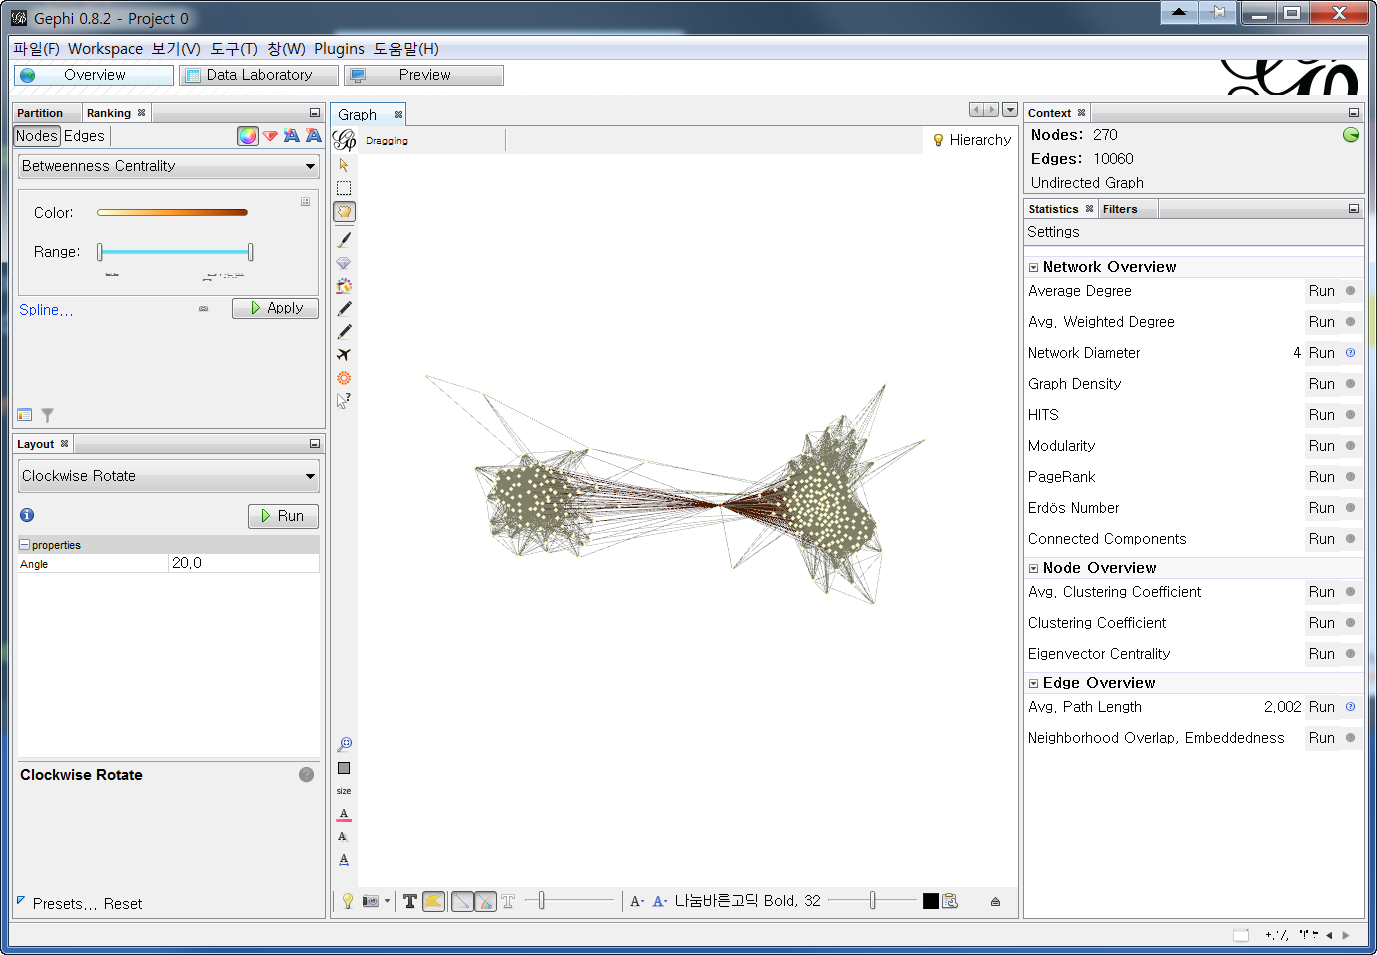 Gephi 0.8.2 - Project 0
파일(F) Workspace 보기(V) 도구(T) 창(W) Plugins 도움말(H)
Overview Data Laboratory Preview
Partition Ranking
Nodes Edges
Betweenness Centrality
Color:
Range:
Spline...
Apply
Layout
Clockwise Rotate
Run
properties
Angle 20,0
Clockwise Rotate
Presets... Reset
Graph
Dragging
Hierarchy
size
나눔바른고딕 Bold, 32
Context
Nodes: 270
Edges: 10060
Undirected Graph
Statistics Filters
Settings
Network Overview
Average Degree Run
Avg, Weighted Degree Run
Network Diameter 4 Run
Graph Density Run
HITS Run
Modularity Run
PageRank Run
Erdös Number Run
Connected Components Run
Node Overview
Avg, Clustering Coefficient Run
Clustering Coefficient Run
Eigenvector Centrality Run
Edge Overview
Avg, Path Length 2,002 Run
Neighborhood Overlap, Embeddedness Run